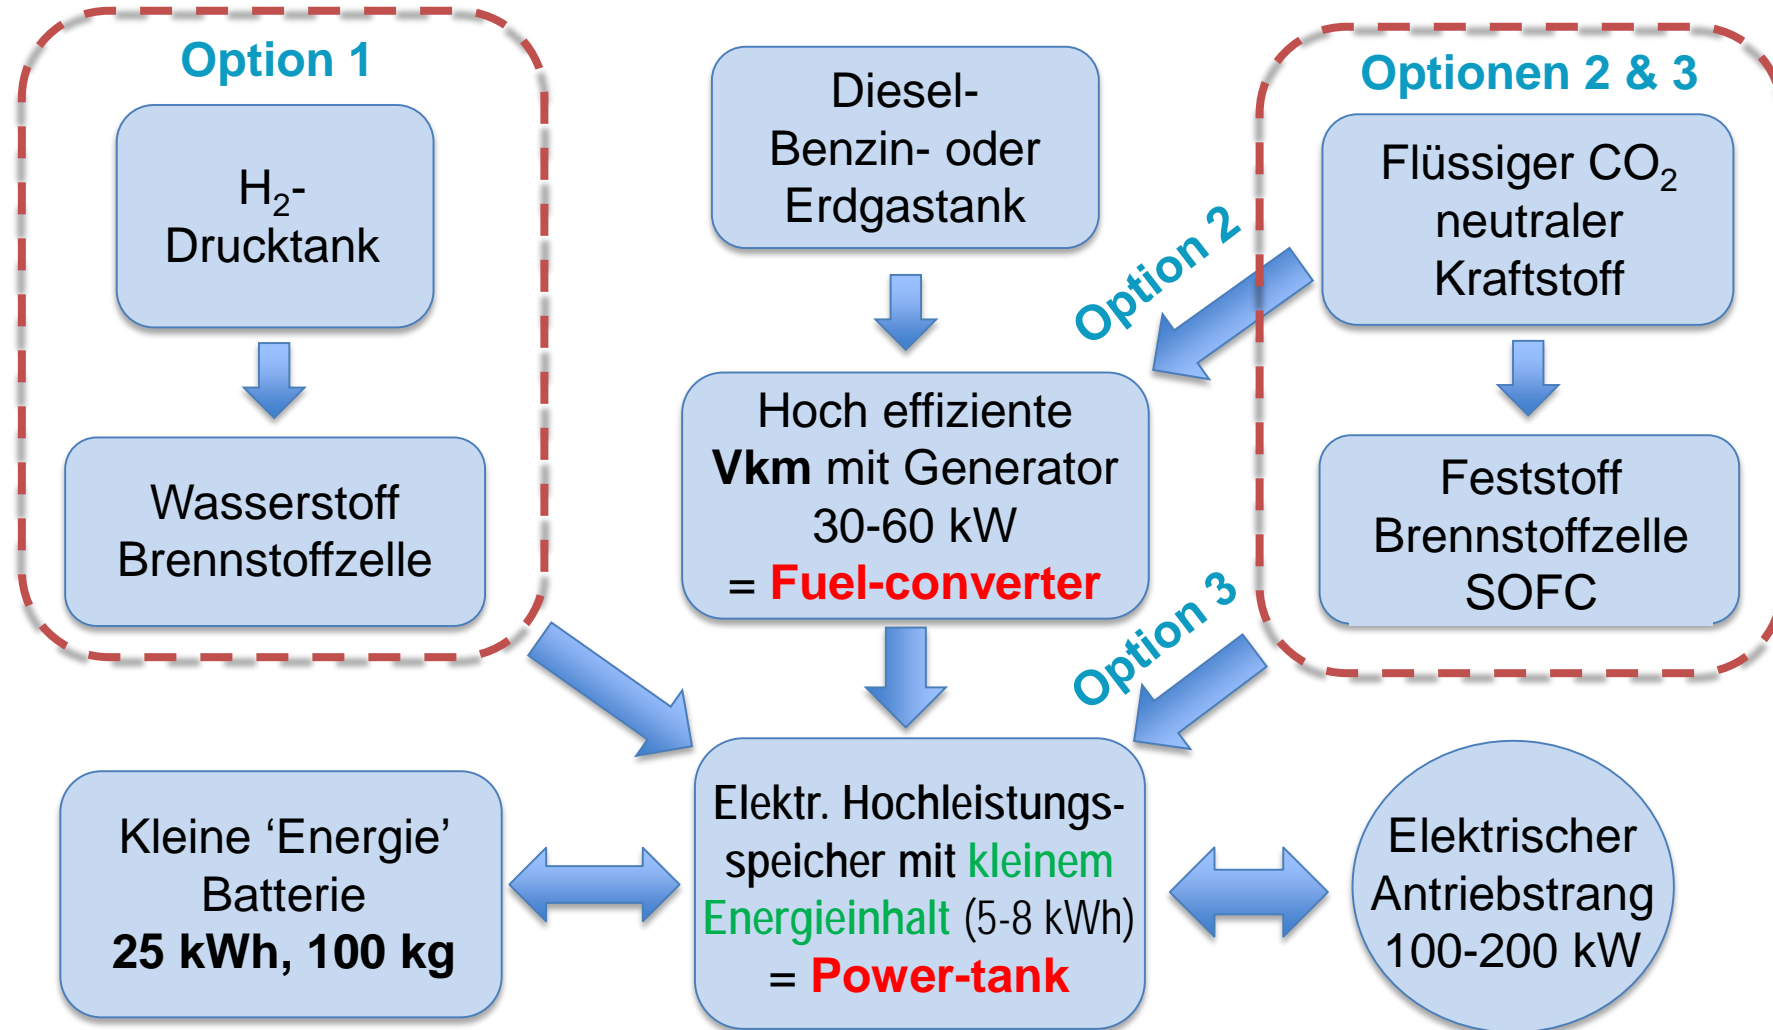 Option 1
H₂-
Drucktank
Wasserstoff
Brennstoffzelle
Diesel-
Benzin- oder
Erdgastank
Option 2
Hoch effiziente
Vkm mit Generator
30-60 kW
= Fuel-converter
Optionen 2 & 3
Flüssiger CO₂
neutraler
Kraftstoff
Feststoff
Brennstoffzelle
SOFC
Option 3
Kleine ‘Energie’
Batterie
25 kWh, 100 kg
Elektr. Hochleistungs-
speicher mit kleinem
Energieinhalt (5-8 kWh)
= Power-tank
Elektrischer
Antriebstrang
100-200 kW